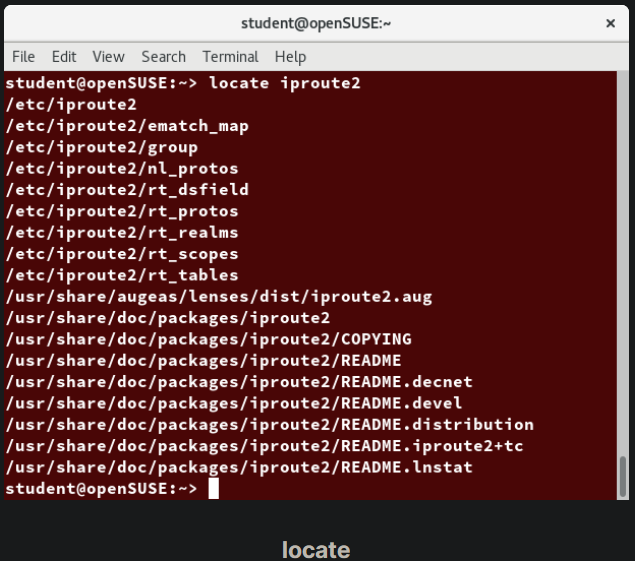 student@openSUSE:~
×
File Edit View Search Terminal Help
student@openSUSE:~> locate iproute2
/etc/iproute2
/etc/iproute2/ematch_map
/etc/iproute2/group
/etc/iproute2/nl_protos
/etc/iproute2/rt_dsfield
/etc/iproute2/rt_protos
/etc/iproute2/rt_realms
/etc/iproute2/rt_scopes
/etc/iproute2/rt_tables
/usr/share/augeas/lenses/dist/iproute2.aug
/usr/share/doc/packages/iproute2
/usr/share/doc/packages/iproute2/COPYING
/usr/share/doc/packages/iproute2/README
/usr/share/doc/packages/iproute2/README.decnet
/usr/share/doc/packages/iproute2/README.devel
/usr/share/doc/packages/iproute2/README.distribution
/usr/share/doc/packages/iproute2/README.iproute2+tc
/usr/share/doc/packages/iproute2/README.lnstat
student@openSUSE:~>
locate